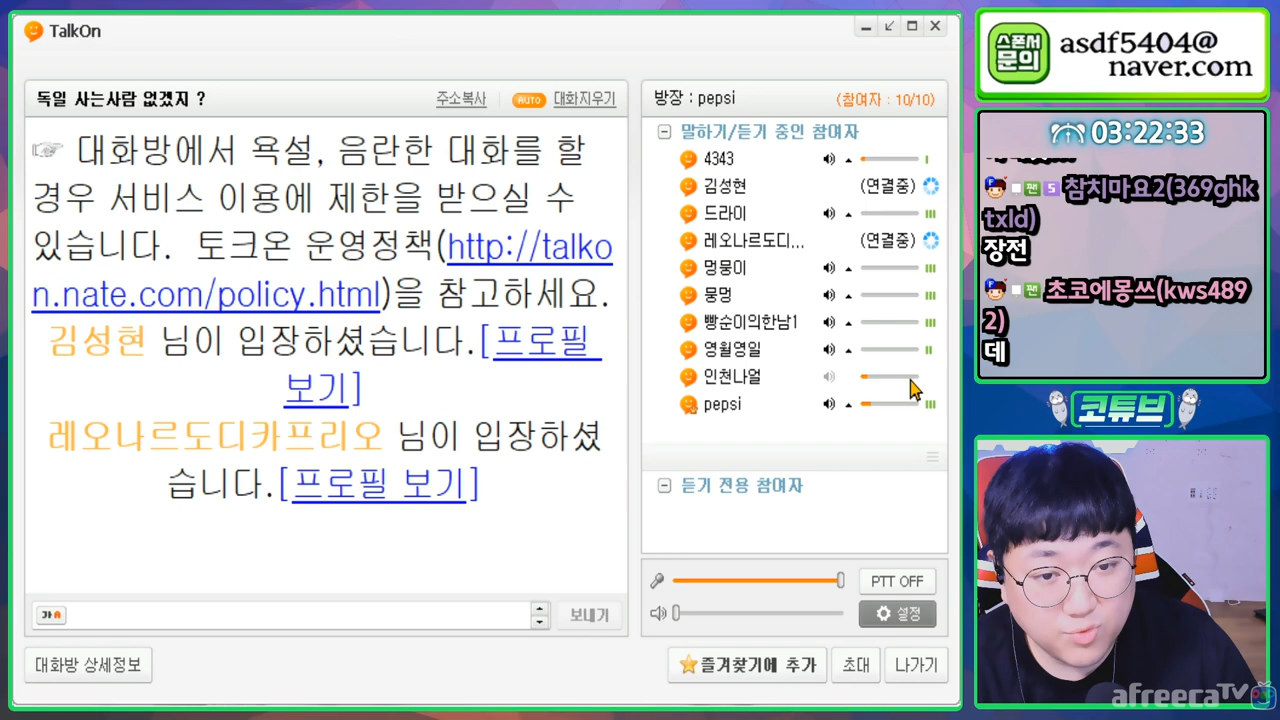 TalkOn
독일 사는사람 없겠지 ?
주소복사
AUTO
대화지우기
☞ 대화방에서 욕설, 음란한 대화를 할
경우 서비스 이용에 제한을 받으실 수
있습니다. 토크온 운영정책(http://talko
n.nate.com/policy.html)을 참고하세요.
김성현 님이 입장하셨습니다.[프로필
보기]
레오나르도디카프리오 님이 입장하셨
습니다.[프로필 보기]
가
보내기
대화방 상세정보
방장 : pepsi
(참여자 : 10/10)
말하기/듣기 중인 참여자
4343
김성현
(연결중)
드라이
레오나르도디...
(연결중)
멍뭉이
뭉멍
빵순이의한남1
영월영일
인천나얼
pepsi
듣기 전용 참여자
PTT OFF
설정
즐겨찾기에 추가
초대
나가기
스폰서
문의
asdf5404@
naver.com
03:22:33
팬 S 참치마요2(369ghk
txld)
장전
팬 초코에몽쓰(kws489
2)
데
코튜브
afreecaTV